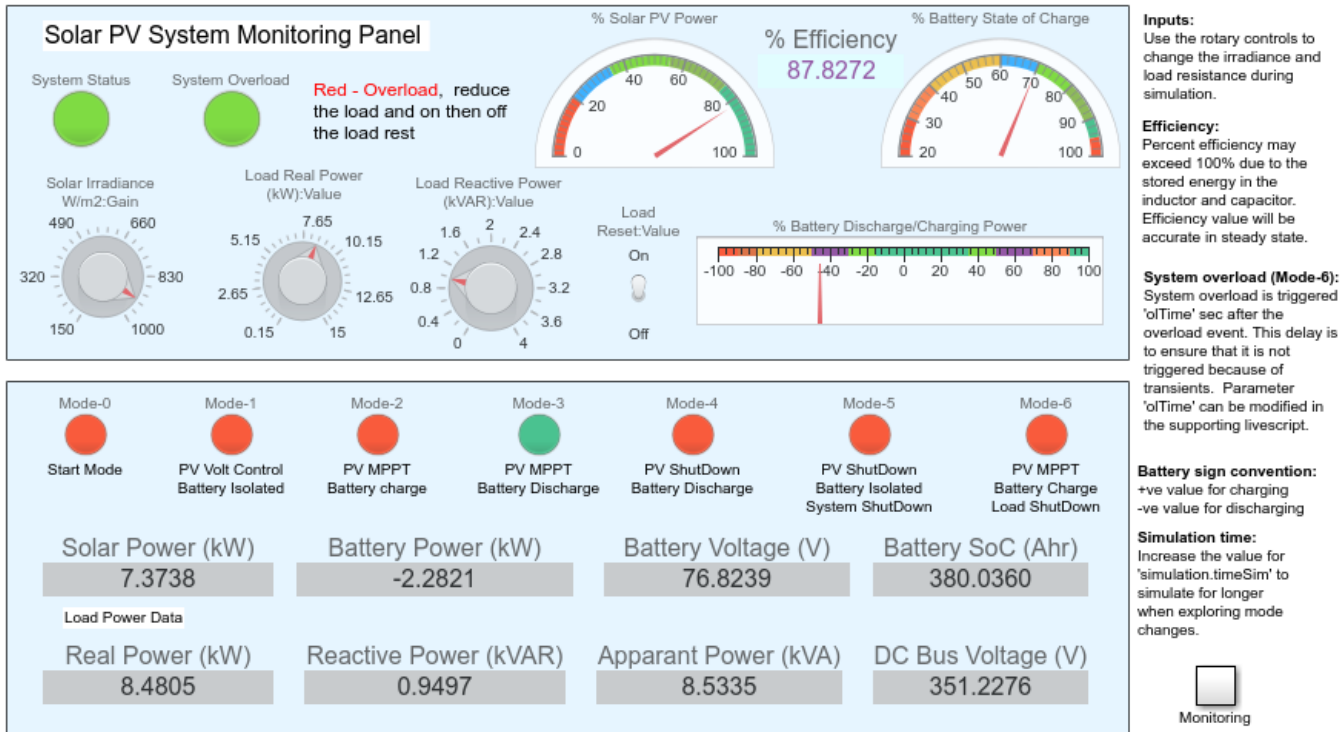 Solar PV System Monitoring Panel
System Status
System Overload
Red - Overload, reduce
the load and on then off
the load rest
% Solar PV Power
0 20 40 60 80 100
% Efficiency
87.8272
% Battery State of Charge
20 30 40 50 60 70 80 90 100
Solar Irradiance
W/m2:Gain
150 320 490 660 830 1000
Load Real Power
(kW):Value
0.15 2.65 5.15 7.65 10.15 12.65 15
Load Reactive Power
(kVAR):Value
0 0.4 0.8 1.2 1.6 2 2.4 2.8 3.2 3.6 4
Load
Reset:Value
On
Off
% Battery Discharge/Charging Power
-100 -80 -60 -40 -20 0 20 40 60 80 100
Mode-0
Start Mode
Mode-1
PV Volt Control
Battery Isolated
Mode-2
PV MPPT
Battery charge
Mode-3
PV MPPT
Battery Discharge
Mode-4
PV ShutDown
Battery Discharge
Mode-5
PV ShutDown
Battery Isolated
System ShutDown
Mode-6
PV MPPT
Battery Charge
Load ShutDown
Solar Power (kW)
7.3738
Battery Power (kW)
-2.2821
Battery Voltage (V)
76.8239
Battery SoC (Ahr)
380.0360
Load Power Data
Real Power (kW)
8.4805
Reactive Power (kVAR)
0.9497
Apparant Power (kVA)
8.5335
DC Bus Voltage (V)
351.2276
Inputs:
Use the rotary controls to
change the irradiance and
load resistance during
simulation.
Efficiency:
Percent efficiency may
exceed 100% due to the
stored energy in the
inductor and capacitor.
Efficiency value will be
accurate in steady state.
System overload (Mode-6):
System overload is triggered
'olTime' sec after the
overload event. This delay is
to ensure that it is not
triggered because of
transients. Parameter
'olTime' can be modified in
the supporting livescript.
Battery sign convention:
+ve value for charging
-ve value for discharging
Simulation time:
Increase the value for
'simulation.timeSim' to
simulate for longer
when exploring mode
changes.
Monitoring